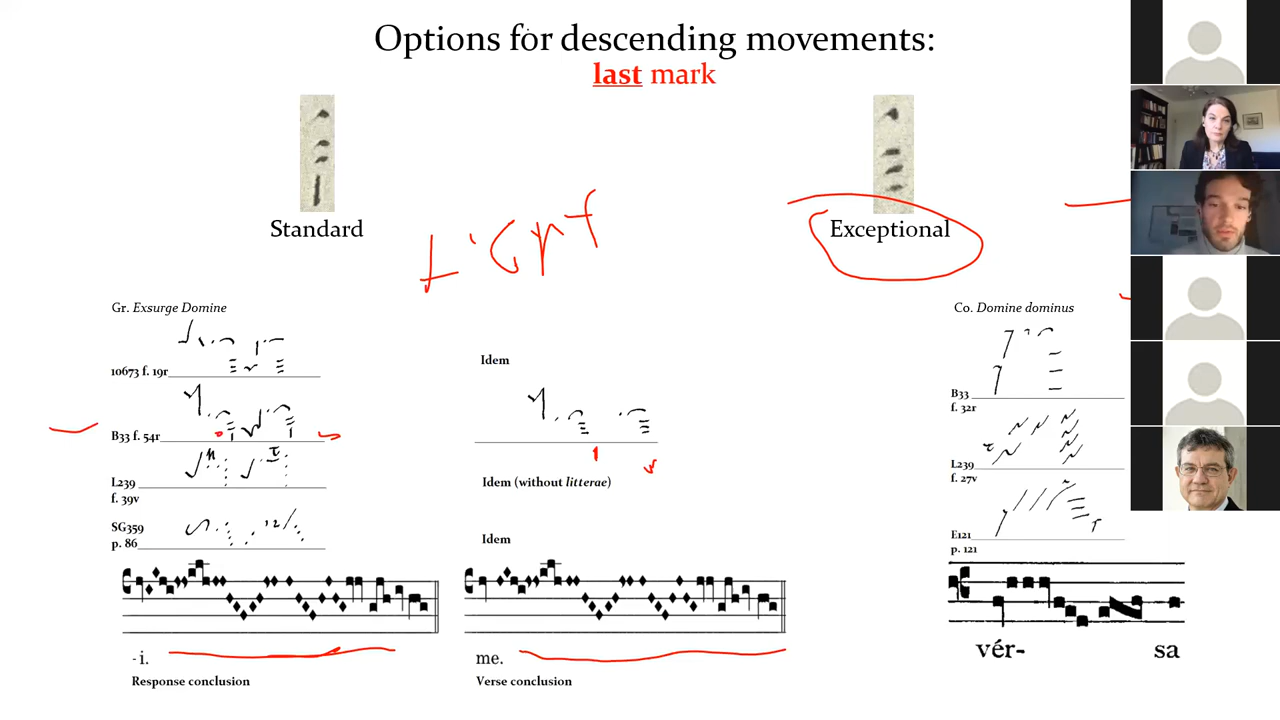 Options for descending movements:
last mark
Standard
Exceptional
Gr. Exsurge Domine
10673 f. 19r
B33 f. 54r
L239
f. 39v
SG359
p. 86
-i.
Response conclusion
Idem
Idem (without litterae)
Idem
me.
Verse conclusion
Co. Domine dominus
B33
f. 32r
L239
f. 27v
E121
p. 121
vér- sa